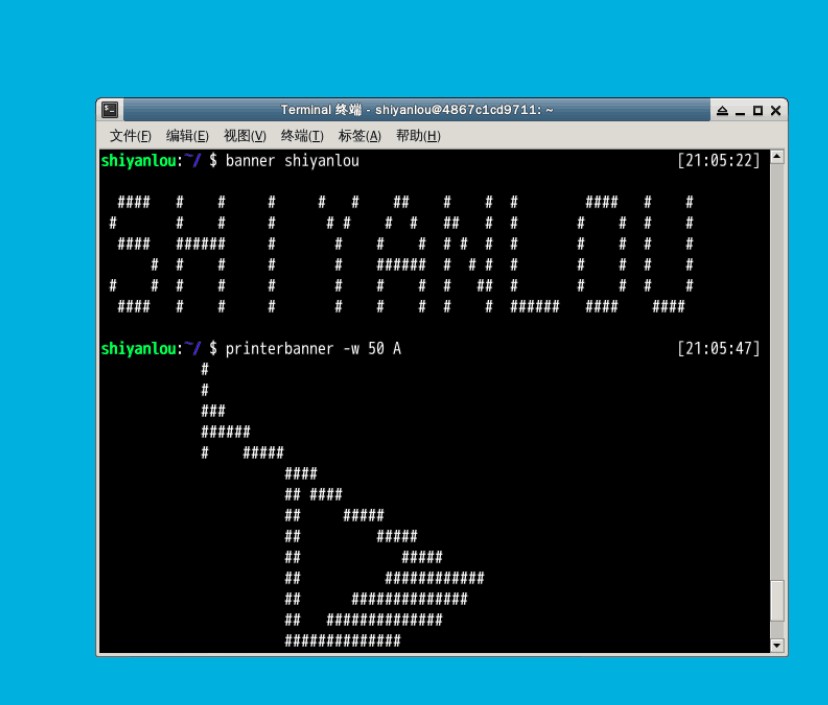 Terminal 终端 - shiyanlou@4867c1cd9711: ~
文件(F) 编辑(E) 视图(V) 终端(T) 标签(A) 帮助(H)
shiyanlou:~/ $ banner shiyanlou [21:05:22]
  ####   #    #     #     #   #    ##    #    # #        ####   #    #
 #       #    #     #      # #    #  #   ##   # #       #    # #    #
  ####   ######     #       #    #    #  # #  # #       #    # #    #
      #  #    #     #       #    ######  #  # # #       #    # #    #
 #    #  #    #     #       #    #    #  #   ## #       #    # #    #
  ####   #    #     #       #    #    #  #    # ######   ####    ####
shiyanlou:~/ $ printerbanner -w 50 A [21:05:47]
            #
            #
            ###
            ######
            #    #####
                      ####
                      ## ####
                      ##     #####
                      ##         #####
                      ##            #####
                      ##          ############
                      ##      ##############
                      ##   ##############
                      ##############